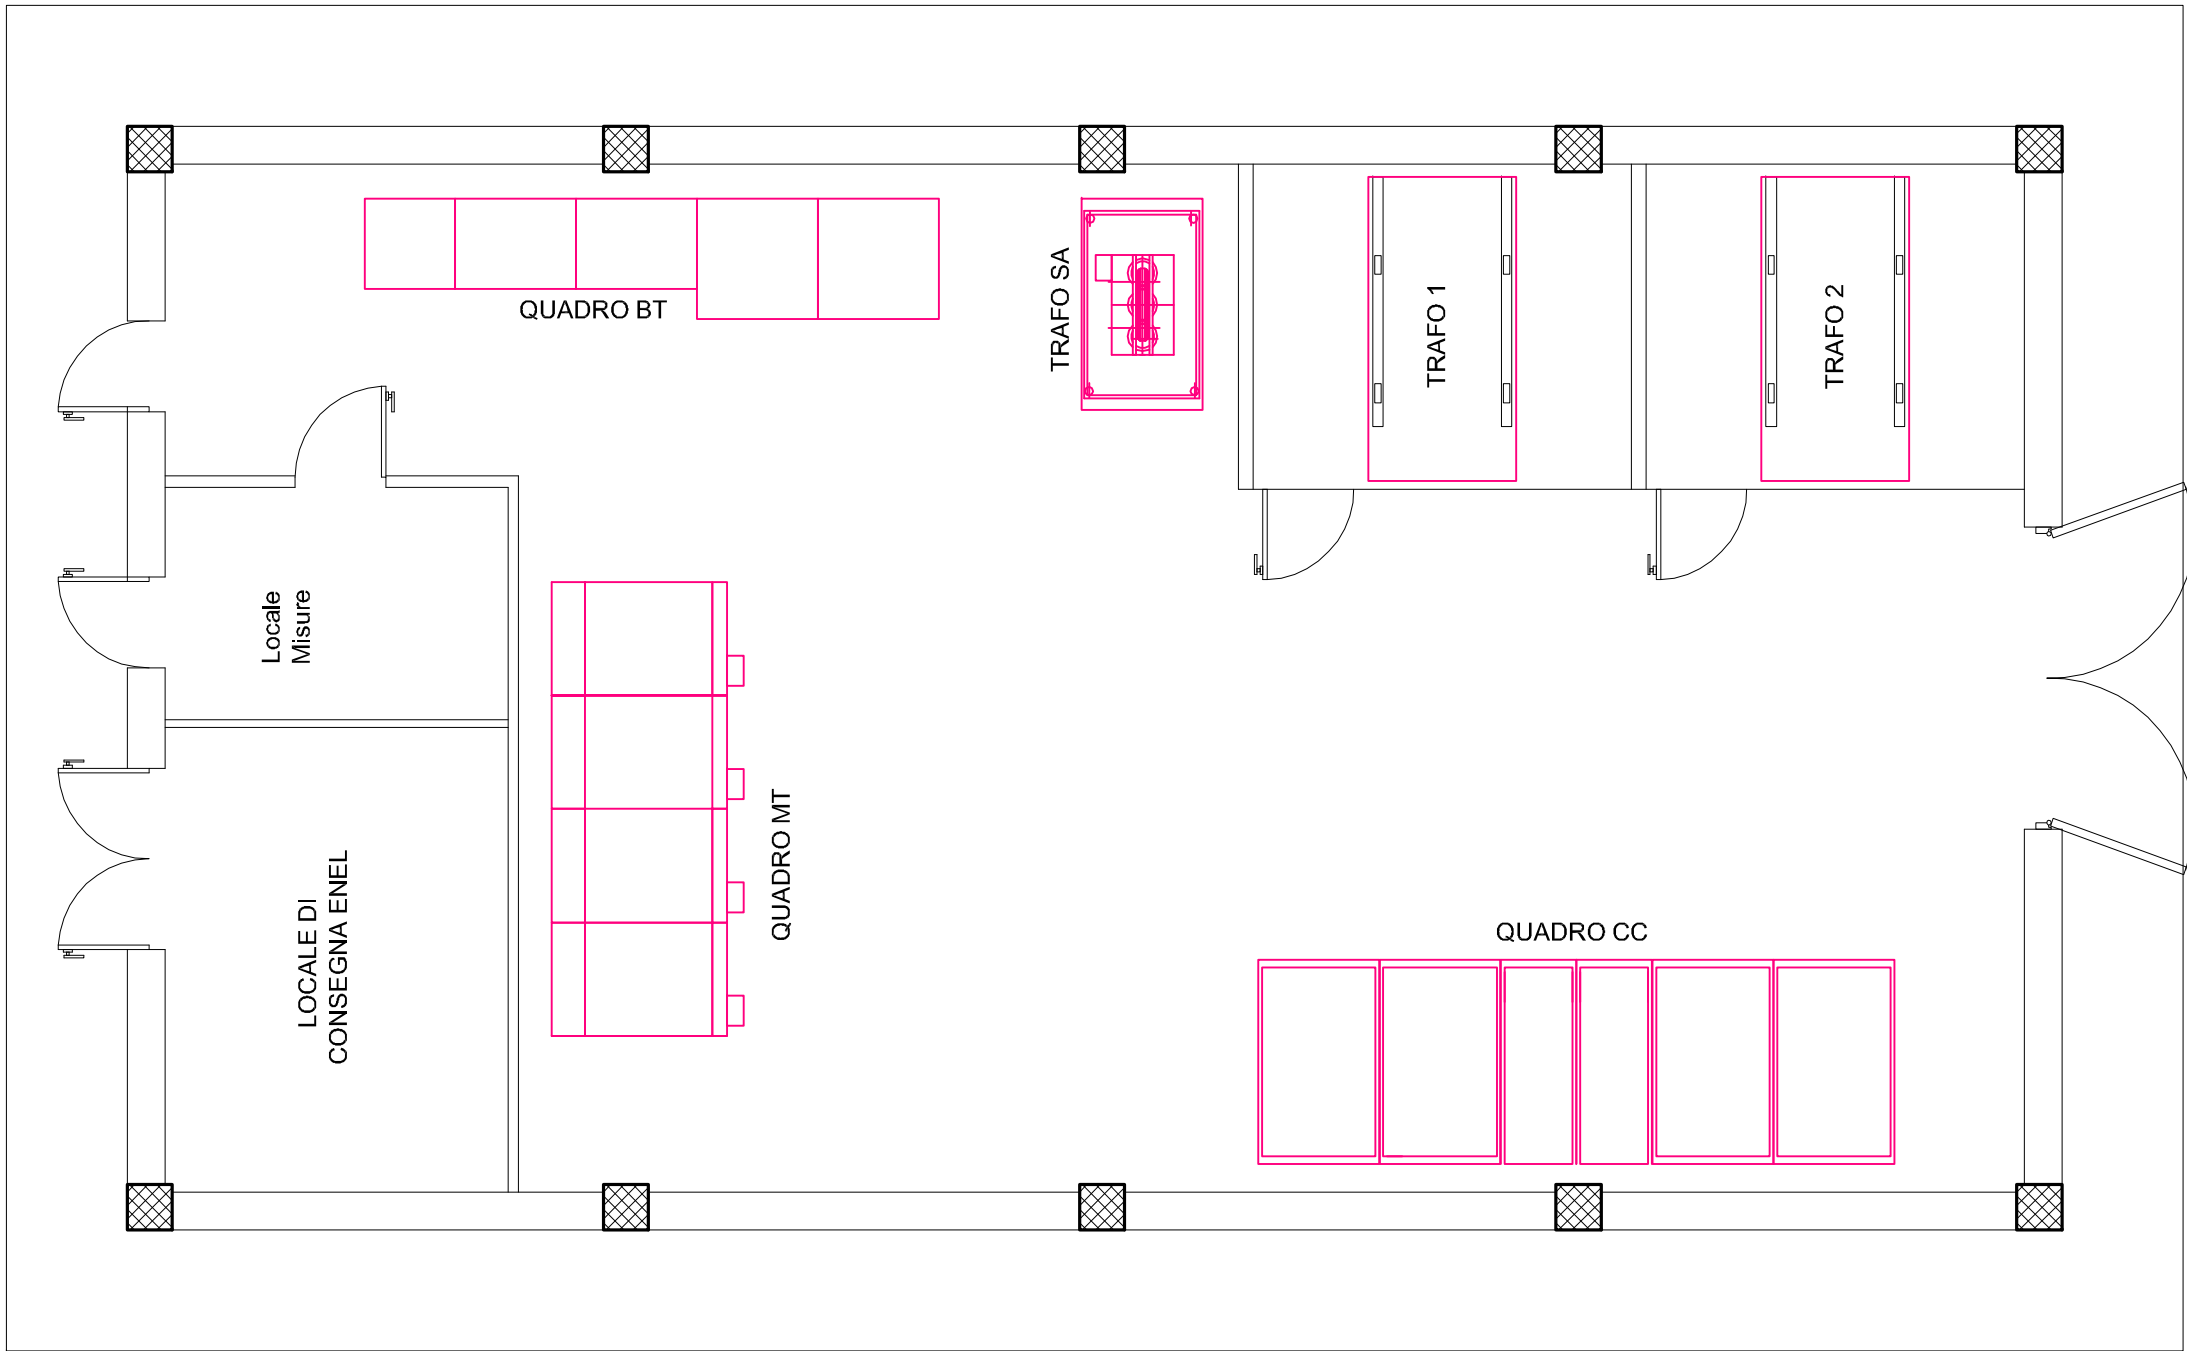 QUADRO BT
TRAFO SA
TRAFO 1
TRAFO 2
Locale
Misure
QUADRO MT
LOCALE DI
CONSEGNA ENEL
QUADRO CC